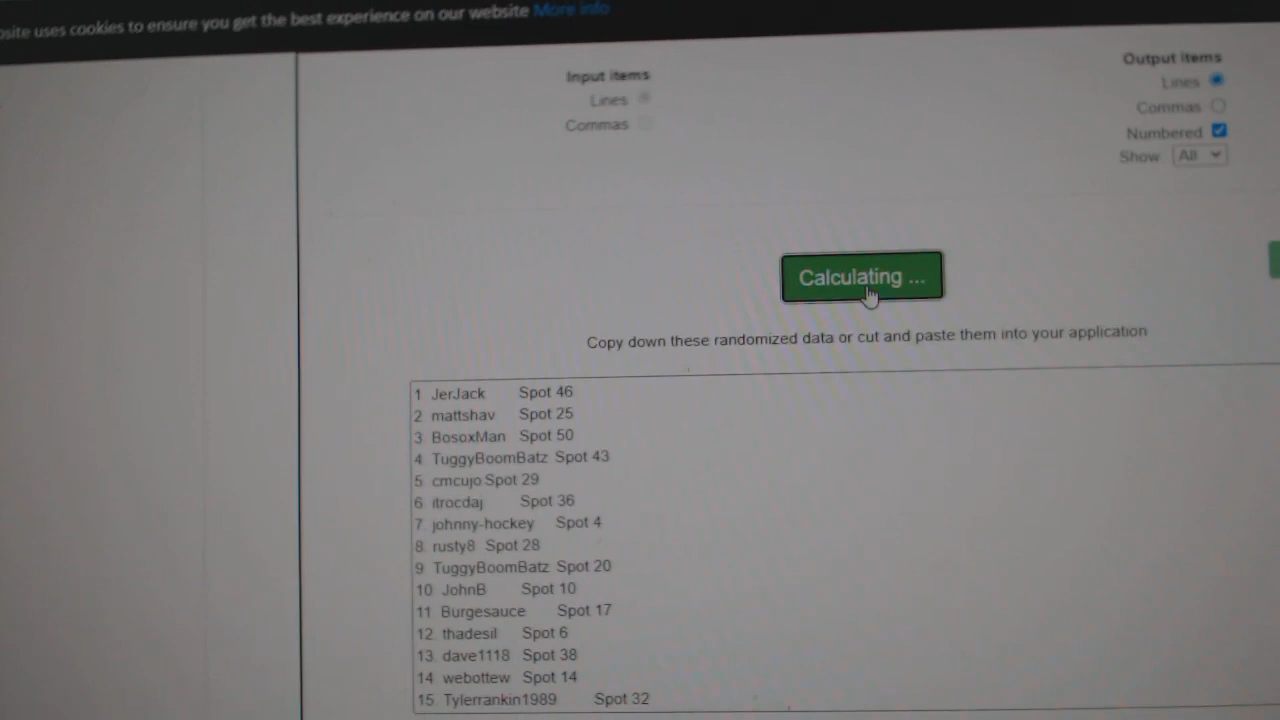 uses cookies to ensure you get the best experience on our website More info
Input items
Lines
Commas
Output items
Lines
Commas
Numbered
Show All
Calculating ...
Copy down these randomized data or cut and paste them into your application
1 JerJack Spot 46
2 mattshav Spot 25
3 BosoxMan Spot 50
4 TuggyBoomBatz Spot 43
5 cmcujo Spot 29
6 itrocdaj Spot 36
7 johnny-hockey Spot 4
8 rusty8 Spot 28
9 TuggyBoomBatz Spot 20
10 JohnB Spot 10
11 Burgesauce Spot 17
12 thadesil Spot 6
13 dave1118 Spot 38
14 webottew Spot 14
15 Tylerrankin1989 Spot 32